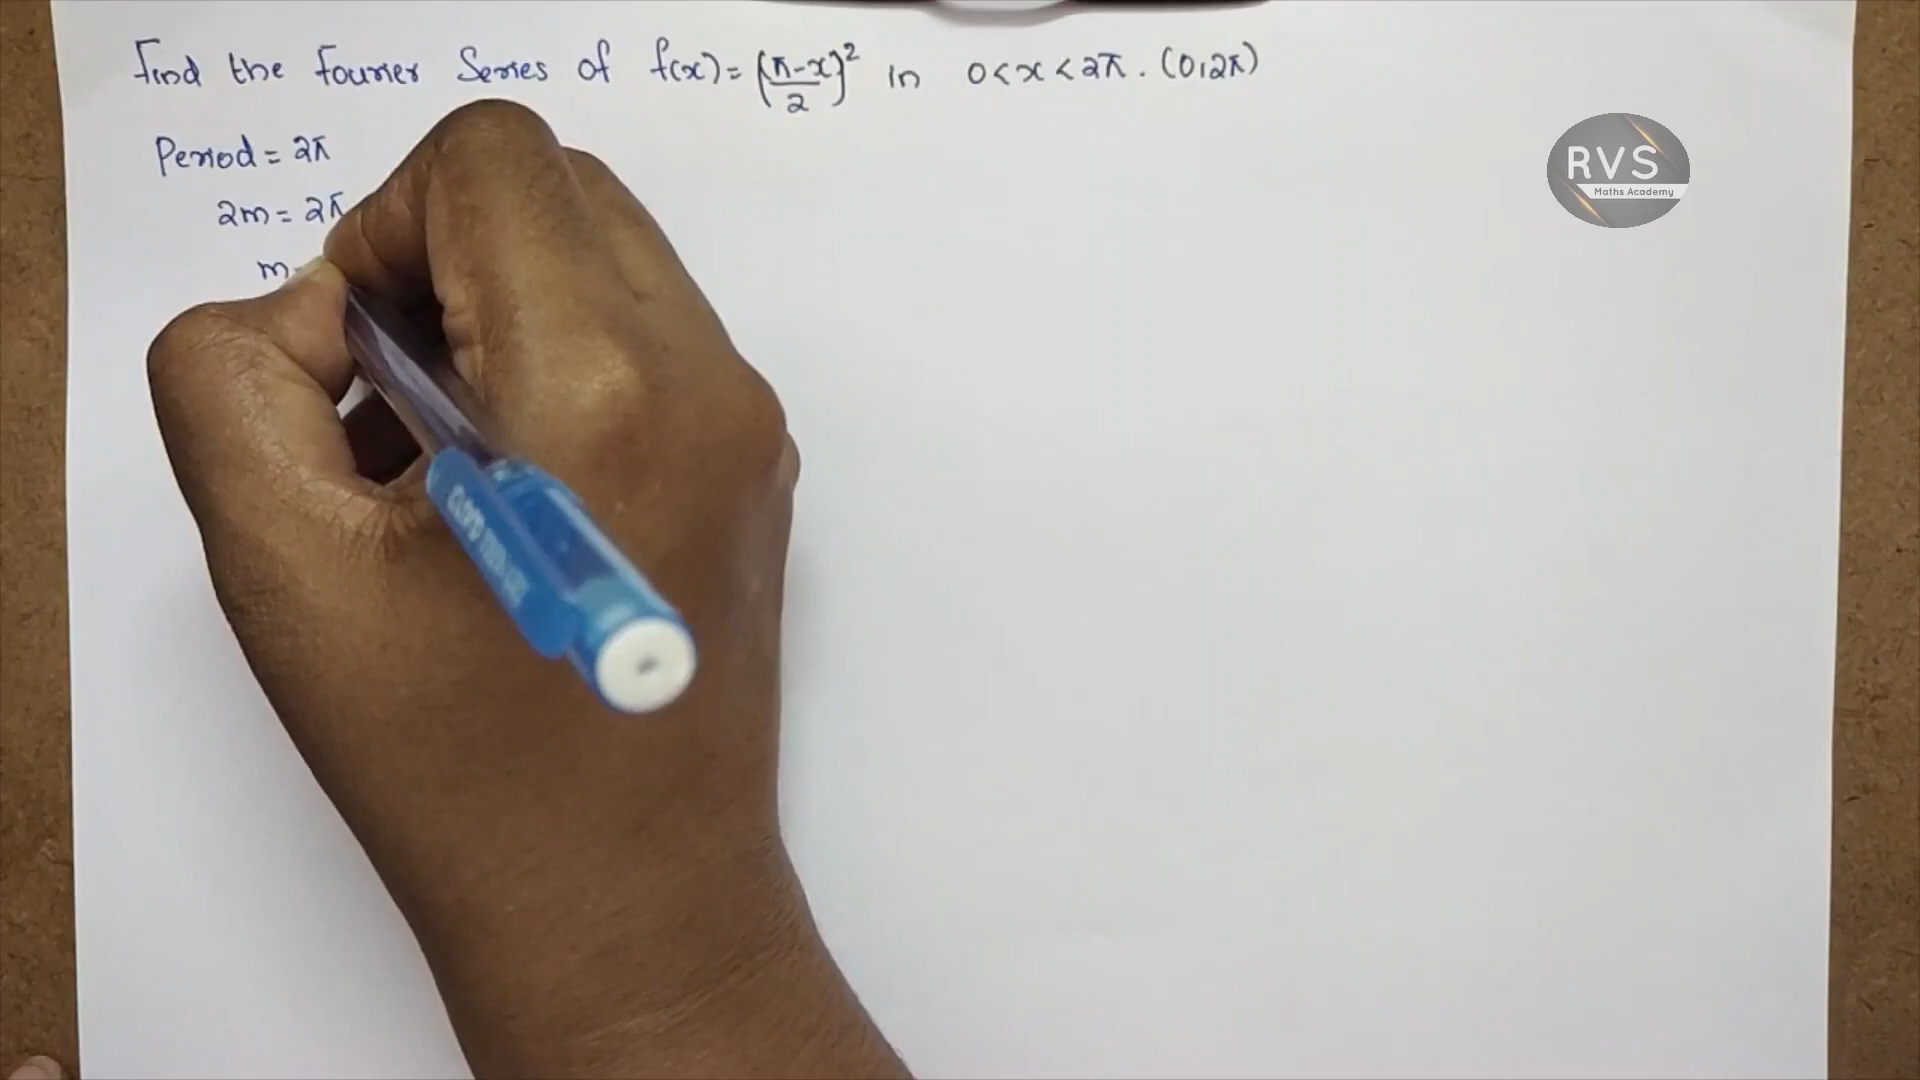 Find the Fourier Series of f(x) = ((π-x)/2)² in 0<x<2π. (0,2π)
Period = 2π
2m = 2π
m=
RVS
Maths Academy